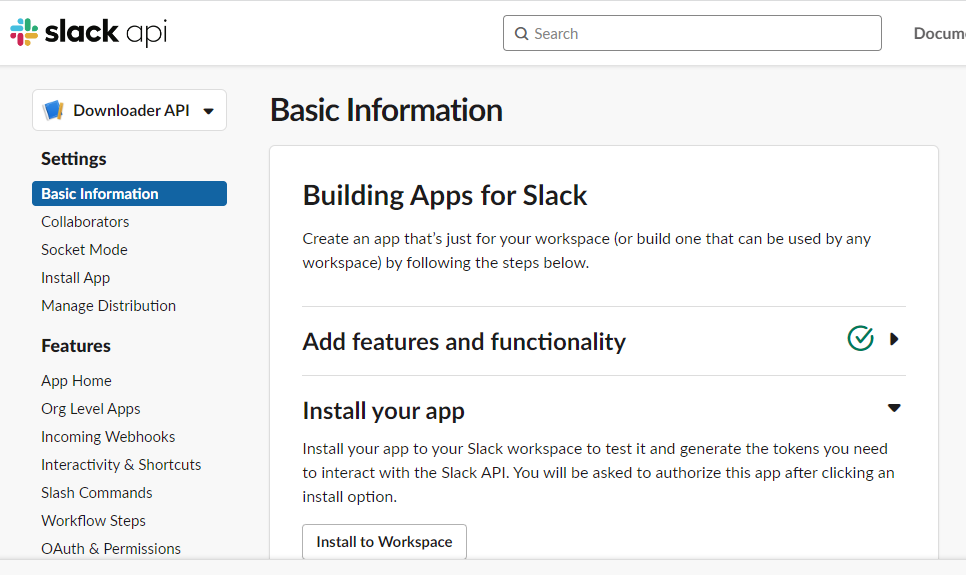 slack api
Search
Docum
Downloader API
Settings
Basic Information
Collaborators
Socket Mode
Install App
Manage Distribution
Features
App Home
Org Level Apps
Incoming Webhooks
Interactivity & Shortcuts
Slash Commands
Workflow Steps
OAuth & Permissions
Basic Information
Building Apps for Slack
Create an app that's just for your workspace (or build one that can be used by any
workspace) by following the steps below.
Add features and functionality
Install your app
Install your app to your Slack workspace to test it and generate the tokens you need
to interact with the Slack API. You will be asked to authorize this app after clicking an
install option.
Install to Workspace